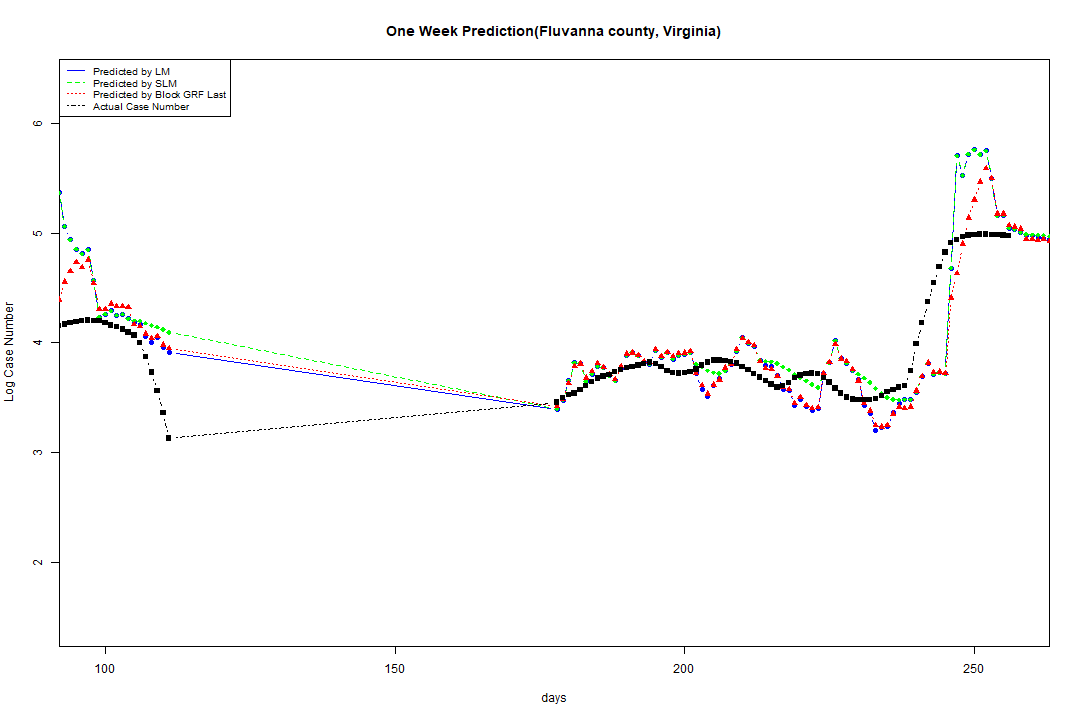 One Week Prediction(Fluvanna county, Virginia)
Predicted by LM
Predicted by SLM
Predicted by Block GRF Last
Actual Case Number
6
5
4
3
2
Log Case Number
100 150 200 250
days